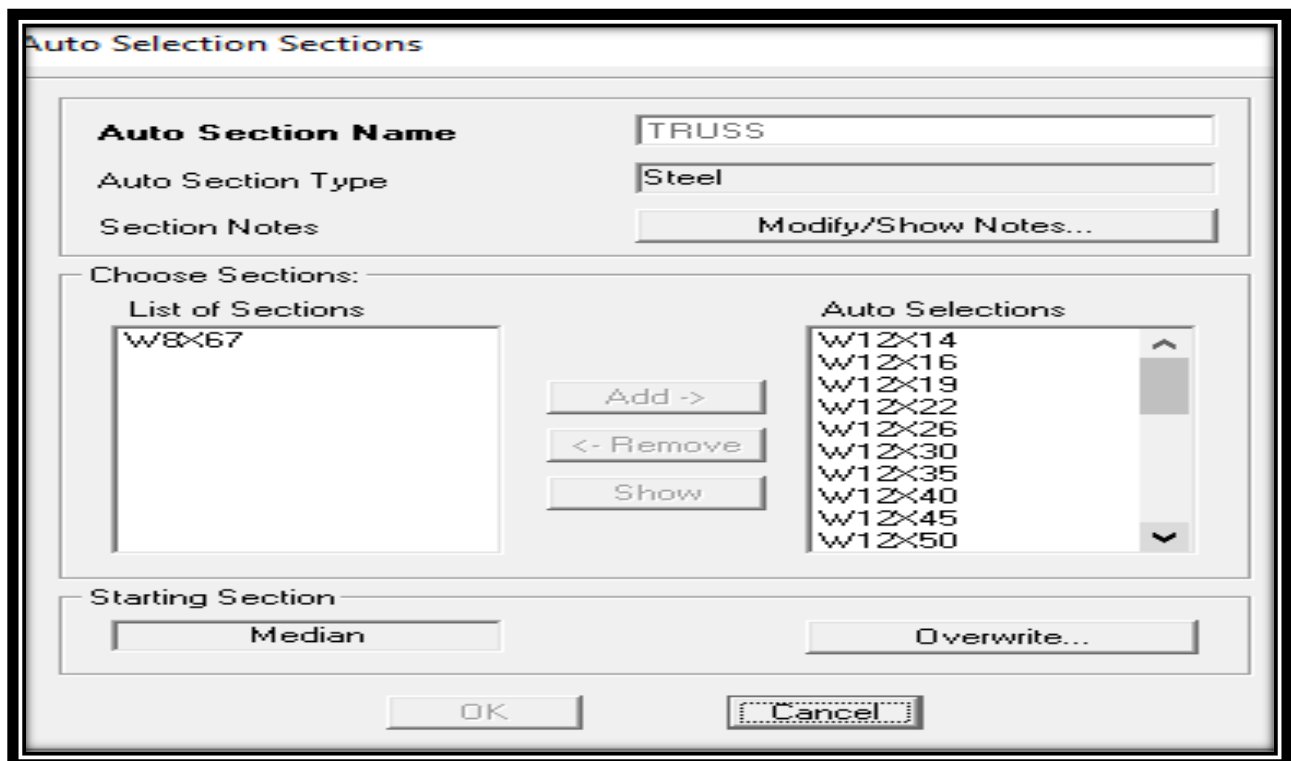 Auto Selection Sections
Auto Section Name
TRUSS
Auto Section Type
Steel
Section Notes
Modify/Show Notes...
Choose Sections:
List of Sections
W8X67
Add ->
<- Remove
Show
Auto Selections
W12X14
W12X16
W12X19
W12X22
W12X26
W12X30
W12X35
W12X40
W12X45
W12X50
Starting Section
Median
Overwrite...
OK
Cancel